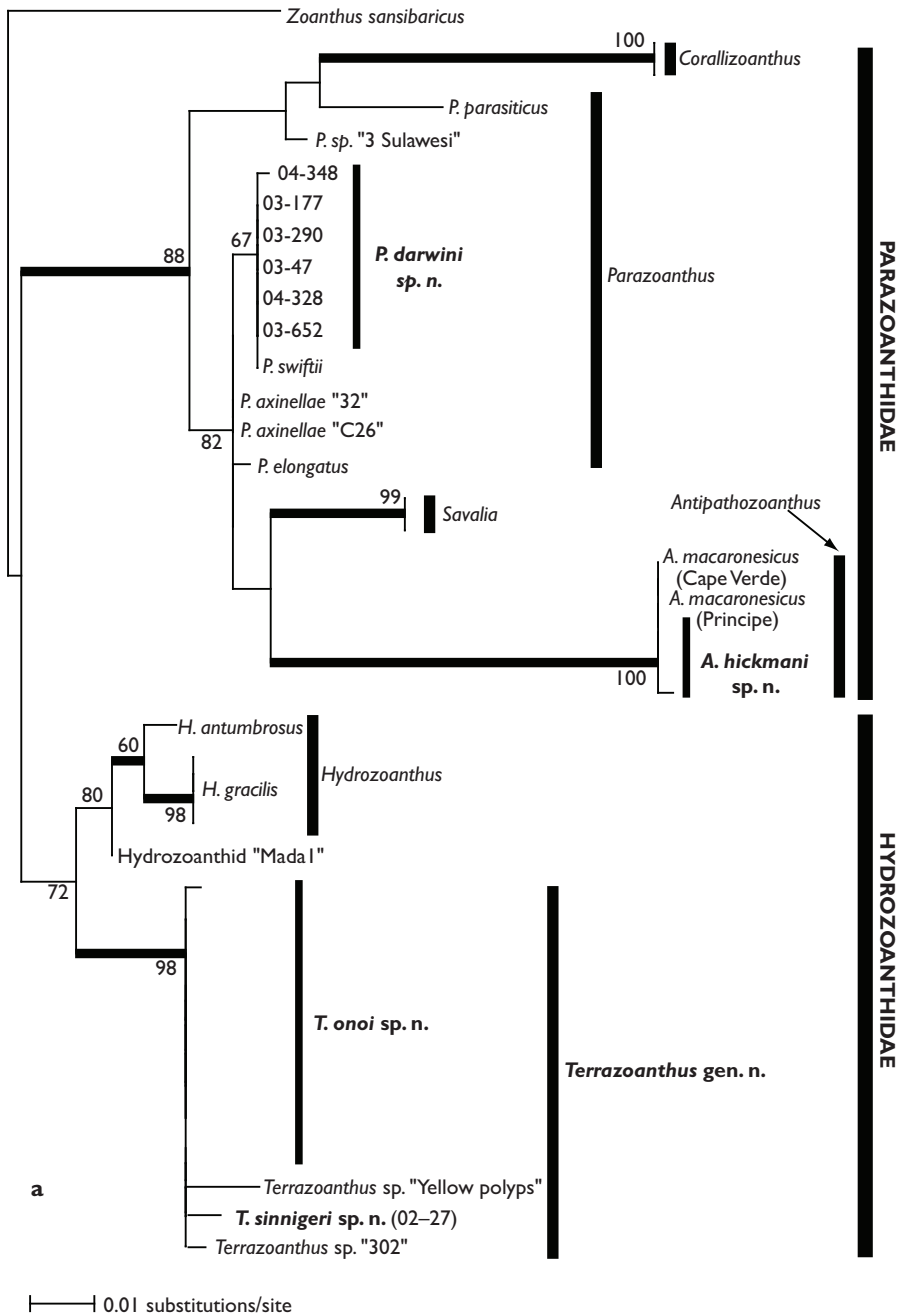 Zoanthus sansibaricus
100
Corallizoanthus
P. parasiticus
P. sp. "3 Sulawesi"
04-348
03-177
03-290
67
03-47
04-328
03-652
P. swiftii
P. darwini
sp. n.
Parazoanthus
PARAZOANTHIDAE
88
P. axinellae "32"
P. axinellae "C26"
82
P. elongatus
99
Savalia
Antipathozoanthus
A. macaronesicus
(Cape Verde)
A. macaronesicus
(Principe)
A. hickmani
sp. n.
100
H. antumbrosus
60
Hydrozoanthus
H. gracilis
80
98
Hydrozoanthid "Mada1"
HYDROZOANTHIDAE
72
98
T. onoi sp. n.
Terrazoanthus gen. n.
a
Terrazoanthus sp. "Yellow polyps"
T. sinnigeri sp. n. (02–27)
Terrazoanthus sp. "302"
0.01 substitutions/site